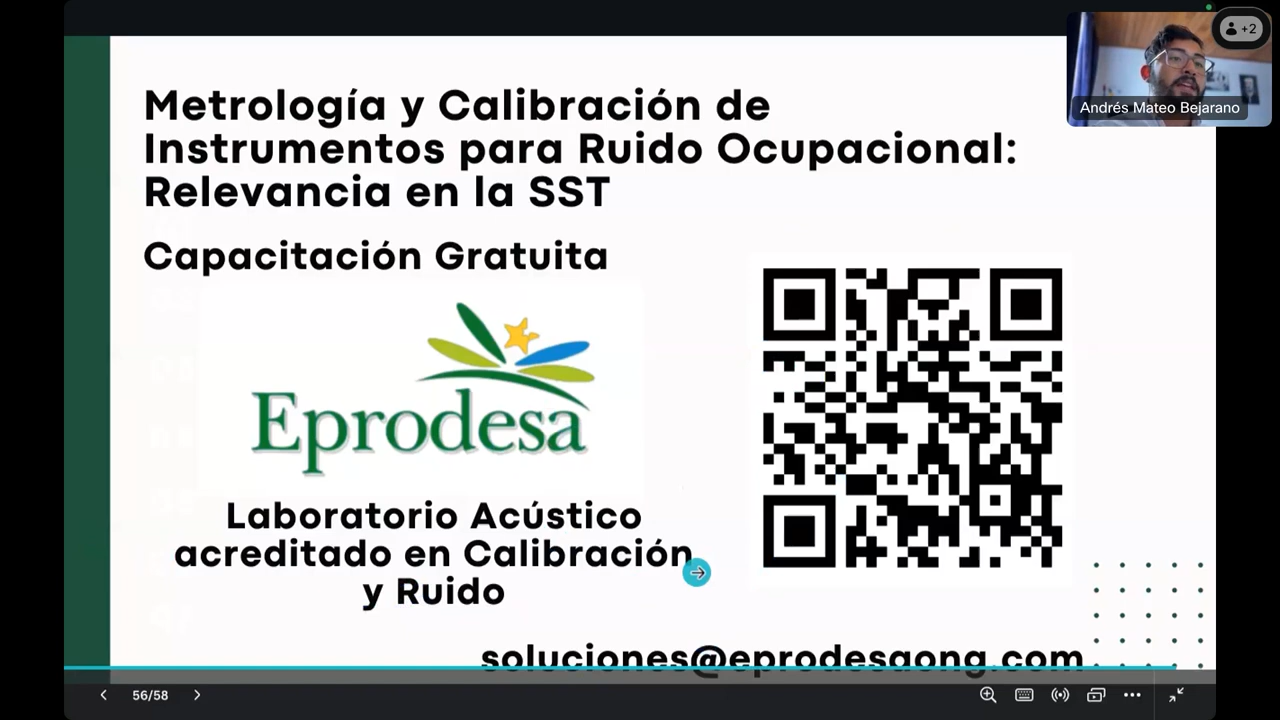 +2
Andrés Mateo Bejarano
Metrología y Calibración de
Instrumentos para Ruido Ocupacional:
Relevancia en la SST
Capacitación Gratuita
Eprodesa
Laboratorio Acústico
acreditado en Calibración
y Ruido
soluciones@eprodesaong.com
56/58